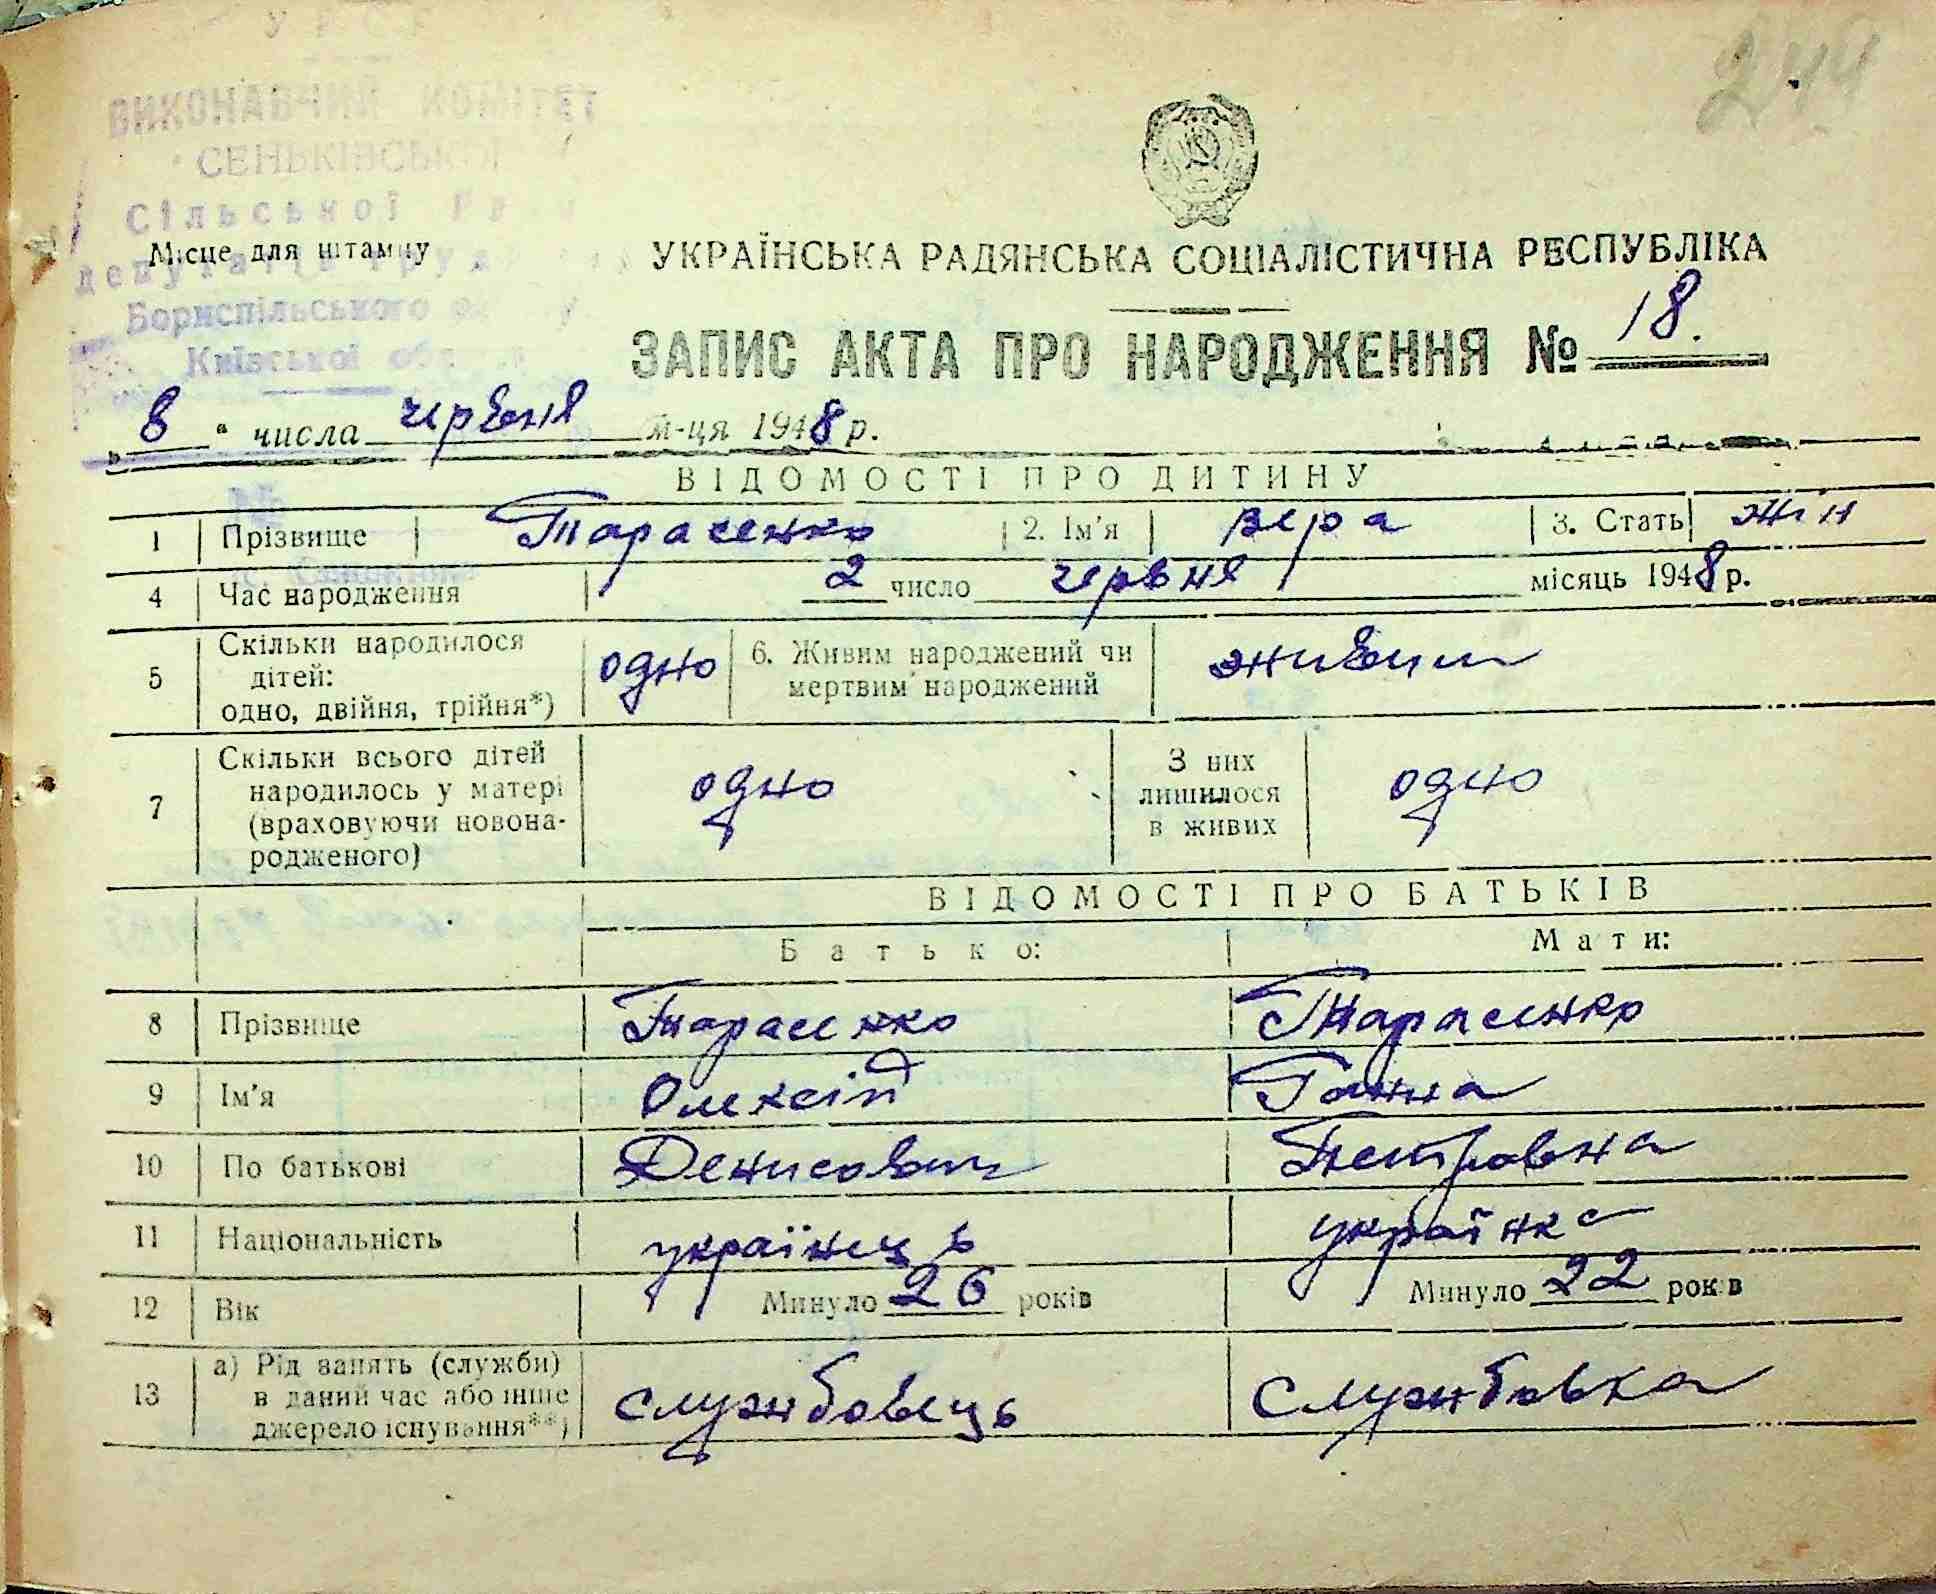 УРСР
244
ВИКОНАВЧИЙ КОМІТЕТ
СЕНЬКІВСЬКОЇ
Сільської
депутатів
Бориспільського
Київської
Місце для штампу
УКРАЇНСЬКА РАДЯНСЬКА СОЦІАЛІСТИЧНА РЕСПУБЛІКА
ЗАПИС АКТА ПРО НАРОДЖЕННЯ № 18.
„8“ числа червня м-ця 1948 р.
ВІДОМОСТІ ПРО ДИТИНУ
1 Прізвище Тарасенко 2. Ім'я Вера 3. Стать жін
4 Час народження 2 число червня місяць 1948 р.
5 Скільки народилося дітей: одно, двійня, трійня*) одно 6. Живим народжений чи мертвим народжений живим
7 Скільки всього дітей народилось у матері (враховуючи новонародженого) одно З них лишилося в живих одно
ВІДОМОСТІ ПРО БАТЬКІВ
Батько: Мати:
8 Прізвище Тарасенко Тарасенко
9 Ім'я Олексій Ганна
10 По батькові Денисович Петровна
11 Національність українець українка
12 Вік Минуло 26 років Минуло 22 років
13 а) Рід занять (служби) в даний час або інше джерело існування**) службовець службовка